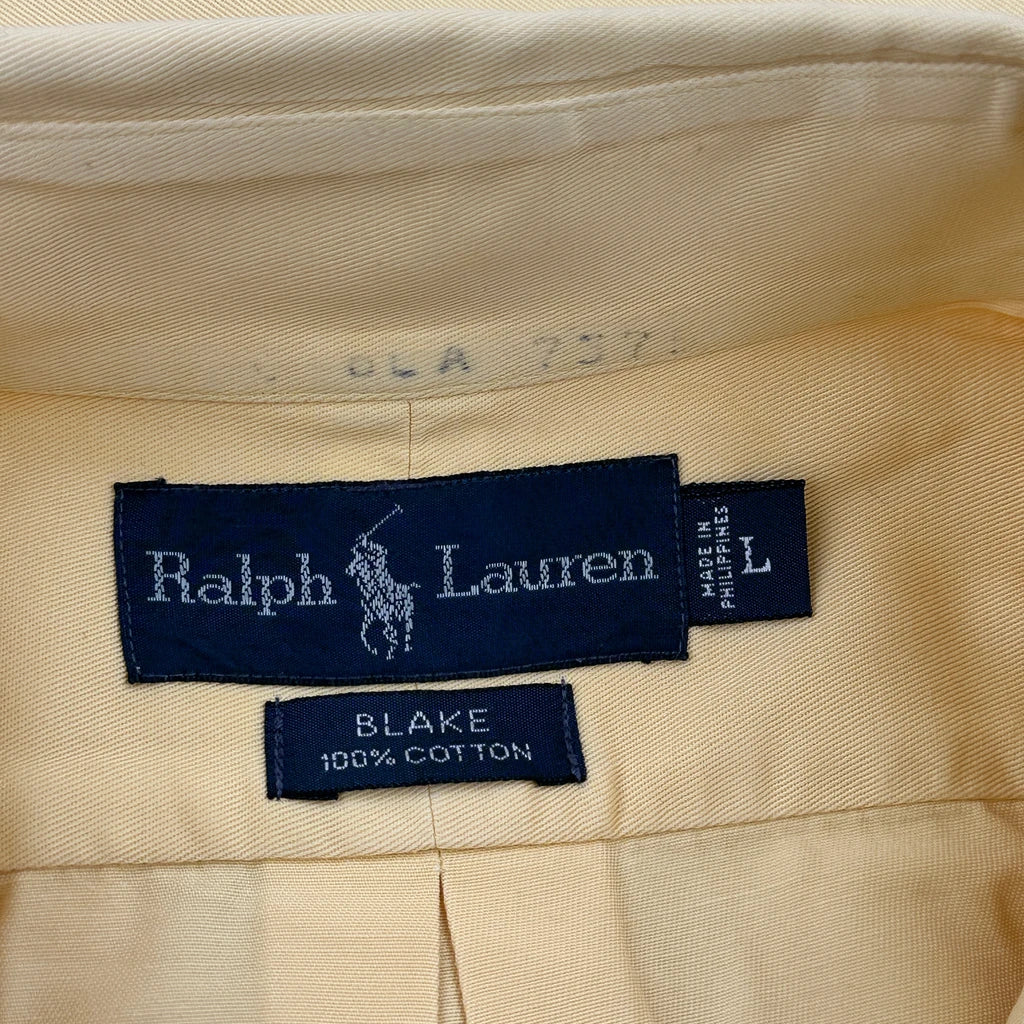 Ralph Lauren
MADE IN
PHILIPPINES
L
BLAKE
100% COTTON